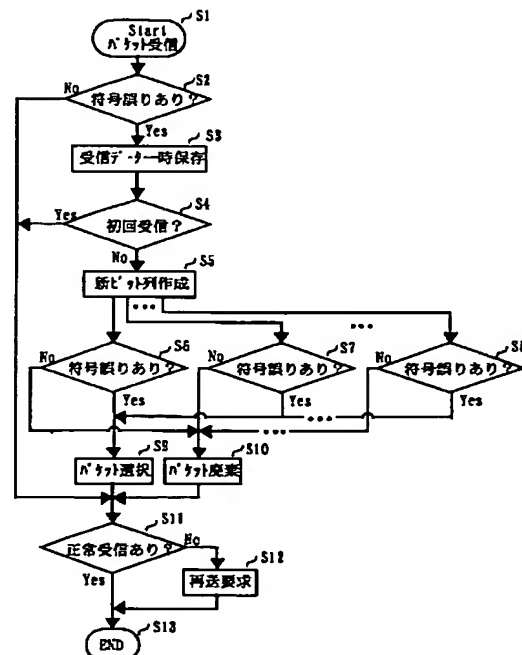 S1
Start
パケット受信
S2
No
符号誤りあり？
Yes
S3
受信データ一時保存
S4
Yes
初回受信？
No
S5
新ビット列作成
S6
No
符号誤りあり？
Yes
S7
No
符号誤りあり？
Yes
S8
No
符号誤りあり？
Yes
S9
パケット選択
S10
パケット廃棄
S11
正常受信あり？
No
Yes
S12
再送要求
S13
END